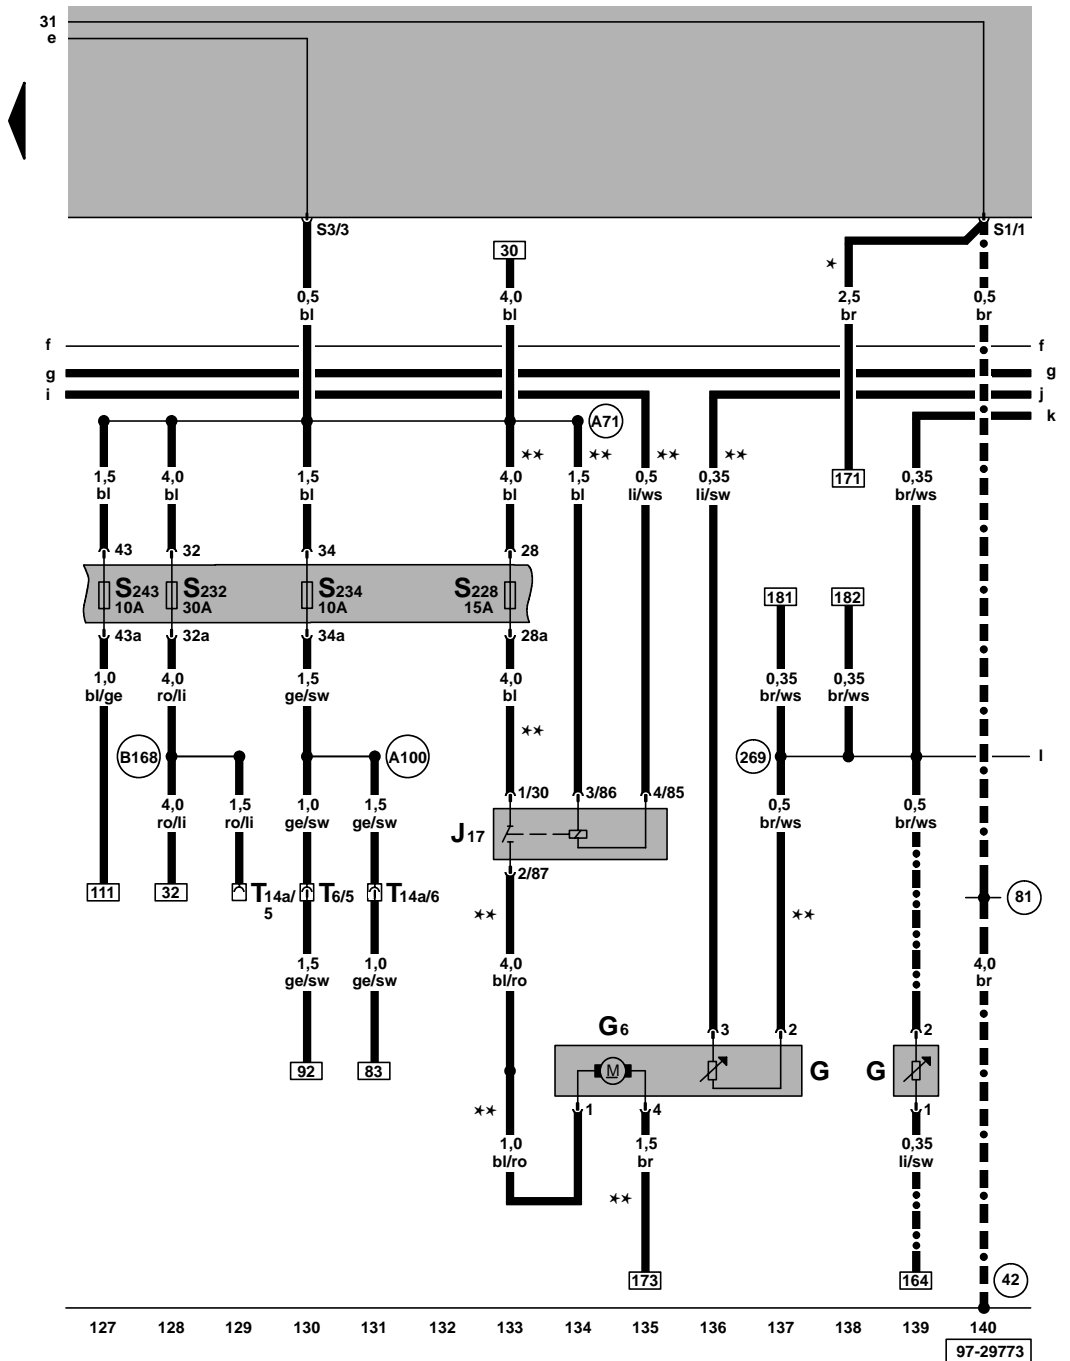 31
e
S3/3
S1/1
30
★
0,5
bl
4,0
bl
2,5
br
0,5
br
f
f
g
g
i
j
k
A71
★★
★★
★★
★★
1,5
bl
4,0
bl
1,5
bl
4,0
bl
1,5
bl
0,5
li/ws
0,35
li/sw
171
0,35
br/ws
43
32
34
28
S243
10A
S232
30A
S234
10A
S228
15A
181
182
43a
32a
34a
28a
1,0
bl/ge
4,0
ro/li
1,5
ge/sw
4,0
bl
0,35
br/ws
0,35
br/ws
★★
B168
A100
269
l
4,0
ro/li
1,5
ro/li
1,0
ge/sw
1,5
ge/sw
1/30
3/86
4/85
0,5
br/ws
0,5
br/ws
J17
2/87
111
32
T14a/
5
T6/5
T14a/6
81
★★
★★
1,5
ge/sw
1,0
ge/sw
4,0
bl/ro
4,0
br
G6
3
2
2
92
83
M
G
G
★★
1
4
1
1,0
bl/ro
1,5
br
0,35
li/sw
★★
173
164
42
127 128 129 130 131 132 133 134 135 136 137 138 139 140
97-29773